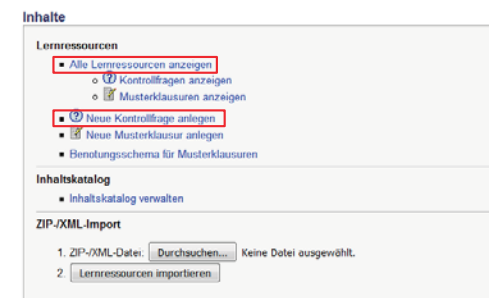 Inhalte
Lernressourcen
Alle Lernressourcen anzeigen
Kontrollfragen anzeigen
Musterklausuren anzeigen
Neue Kontrollfrage anlegen
Neue Musterklausur anlegen
Benotungsschema für Musterklausuren
Inhaltskatalog
Inhaltskatalog verwalten
ZIP-/XML-Import
1. ZIP-/XML-Datei: Durchsuchen... Keine Datei ausgewählt.
2. Lernressourcen importieren